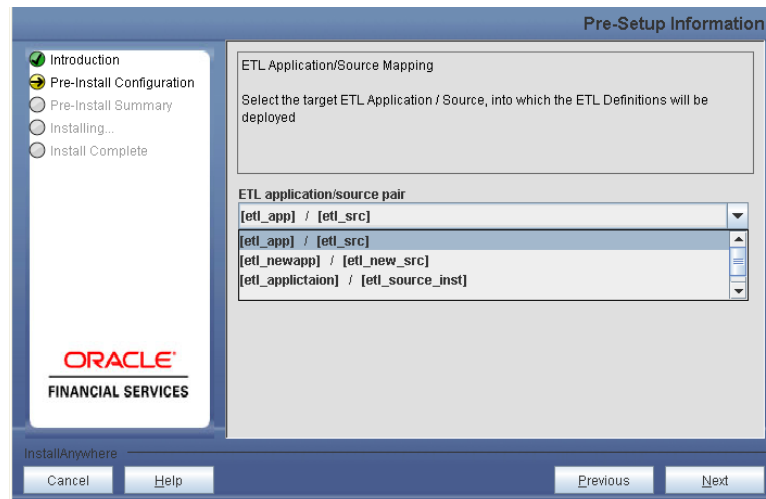 Pre-Setup Information
Introduction
Pre-Install Configuration
Pre-Install Summary
Installing...
Install Complete
ORACLE®
FINANCIAL SERVICES
ETL Application/Source Mapping
Select the target ETL Application / Source, into which the ETL Definitions will be
deployed
ETL application/source pair
[etl_app] / [etl_src]
[etl_app] / [etl_src]
[etl_newapp] / [etl_new_src]
[etl_applictaion] / [etl_source_inst]
InstallAnywhere
Cancel Help Previous Next